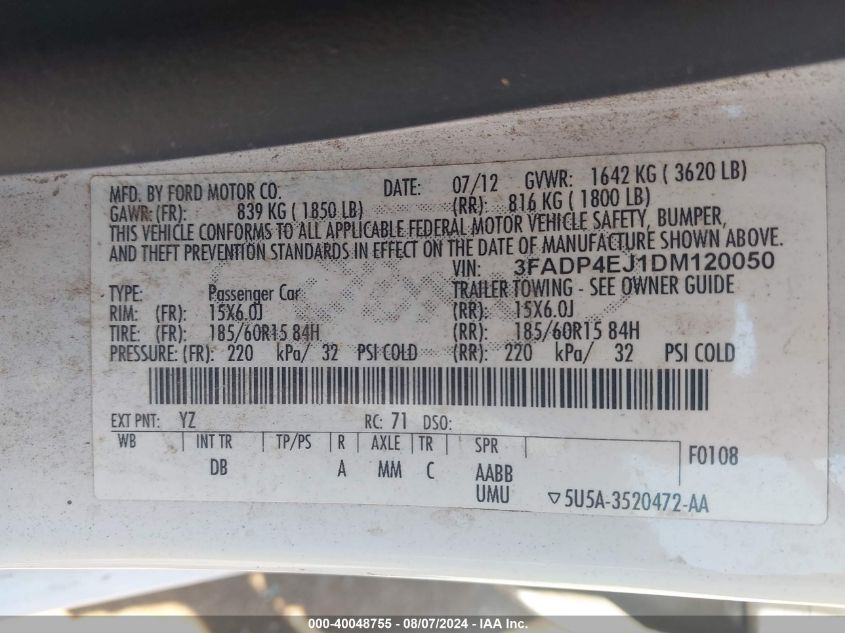 MFD. BY FORD MOTOR CO. DATE: 07/12 GVWR: 1642 KG ( 3620 LB)
GAWR: (FR): 839 KG ( 1850 LB) (RR): 816 KG ( 1800 LB)
THIS VEHICLE CONFORMS TO ALL APPLICABLE FEDERAL MOTOR VEHICLE SAFETY, BUMPER,
AND THEFT PREVENTION STANDARDS IN EFFECT ON THE DATE OF MANUFACTURE SHOWN ABOVE.
VIN: 3FADP4EJ1DM120050
TYPE: Passenger Car TRAILER TOWING - SEE OWNER GUIDE
RIM: (FR): 15X6.0J (RR): 15X6.0J
TIRE: (FR): 185/60R15 84H (RR): 185/60R15 84H
PRESSURE: (FR): 220 kPa/ 32 PSI COLD (RR): 220 kPa/ 32 PSI COLD
EXT PNT: YZ RC: 71 DSO:
WB INT TR TP/PS R AXLE TR SPR F0108
DB A MM C AABB
UMU ▽5U5A-3520472-AA
000-40048755 - 08/07/2024 - IAA Inc.